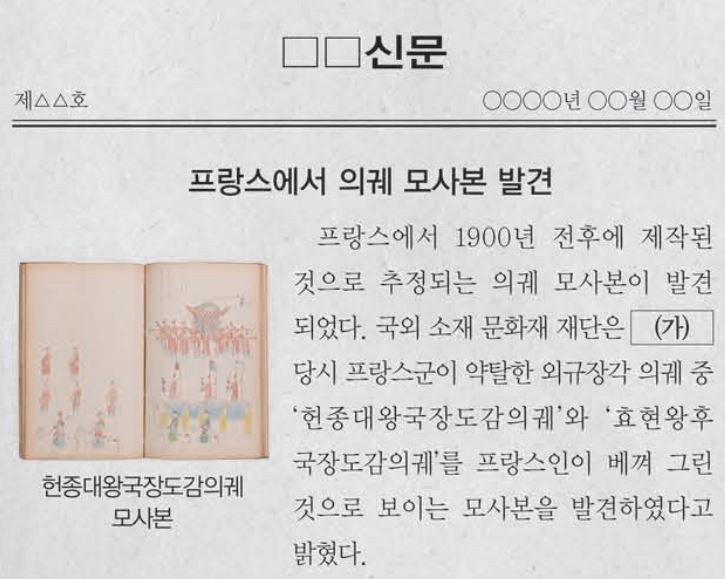 □□신문
제△△호
○○○○년 ○○월 ○○일
프랑스에서 의궤 모사본 발견
프랑스에서 1900년 전후에 제작된
것으로 추정되는 의궤 모사본이 발견
되었다. 국외 소재 문화재 재단은 (가)
당시 프랑스군이 약탈한 외규장각 의궤 중
‘헌종대왕국장도감의궤’와 ‘효현왕후
국장도감의궤’를 프랑스인이 베껴 그린
것으로 보이는 모사본을 발견하였다고
밝혔다.
헌종대왕국장도감의궤
모사본